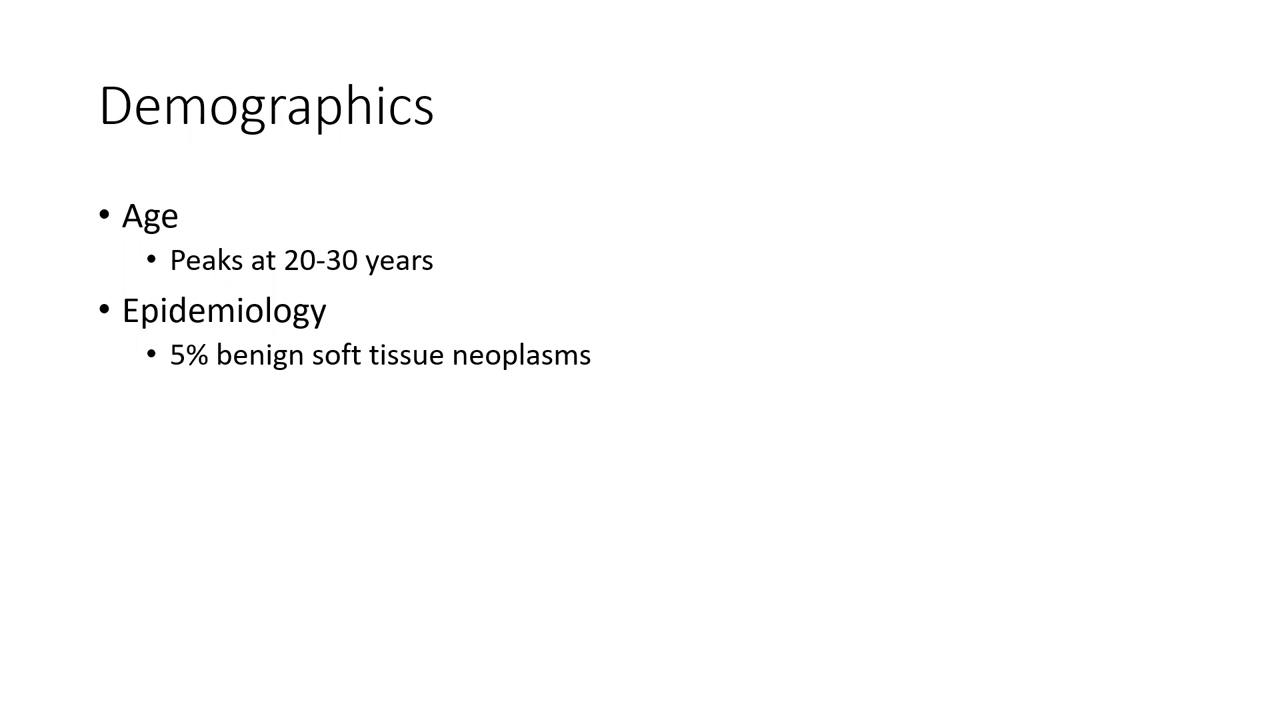 Demographics
• Age
• Peaks at 20-30 years
• Epidemiology
• 5% benign soft tissue neoplasms